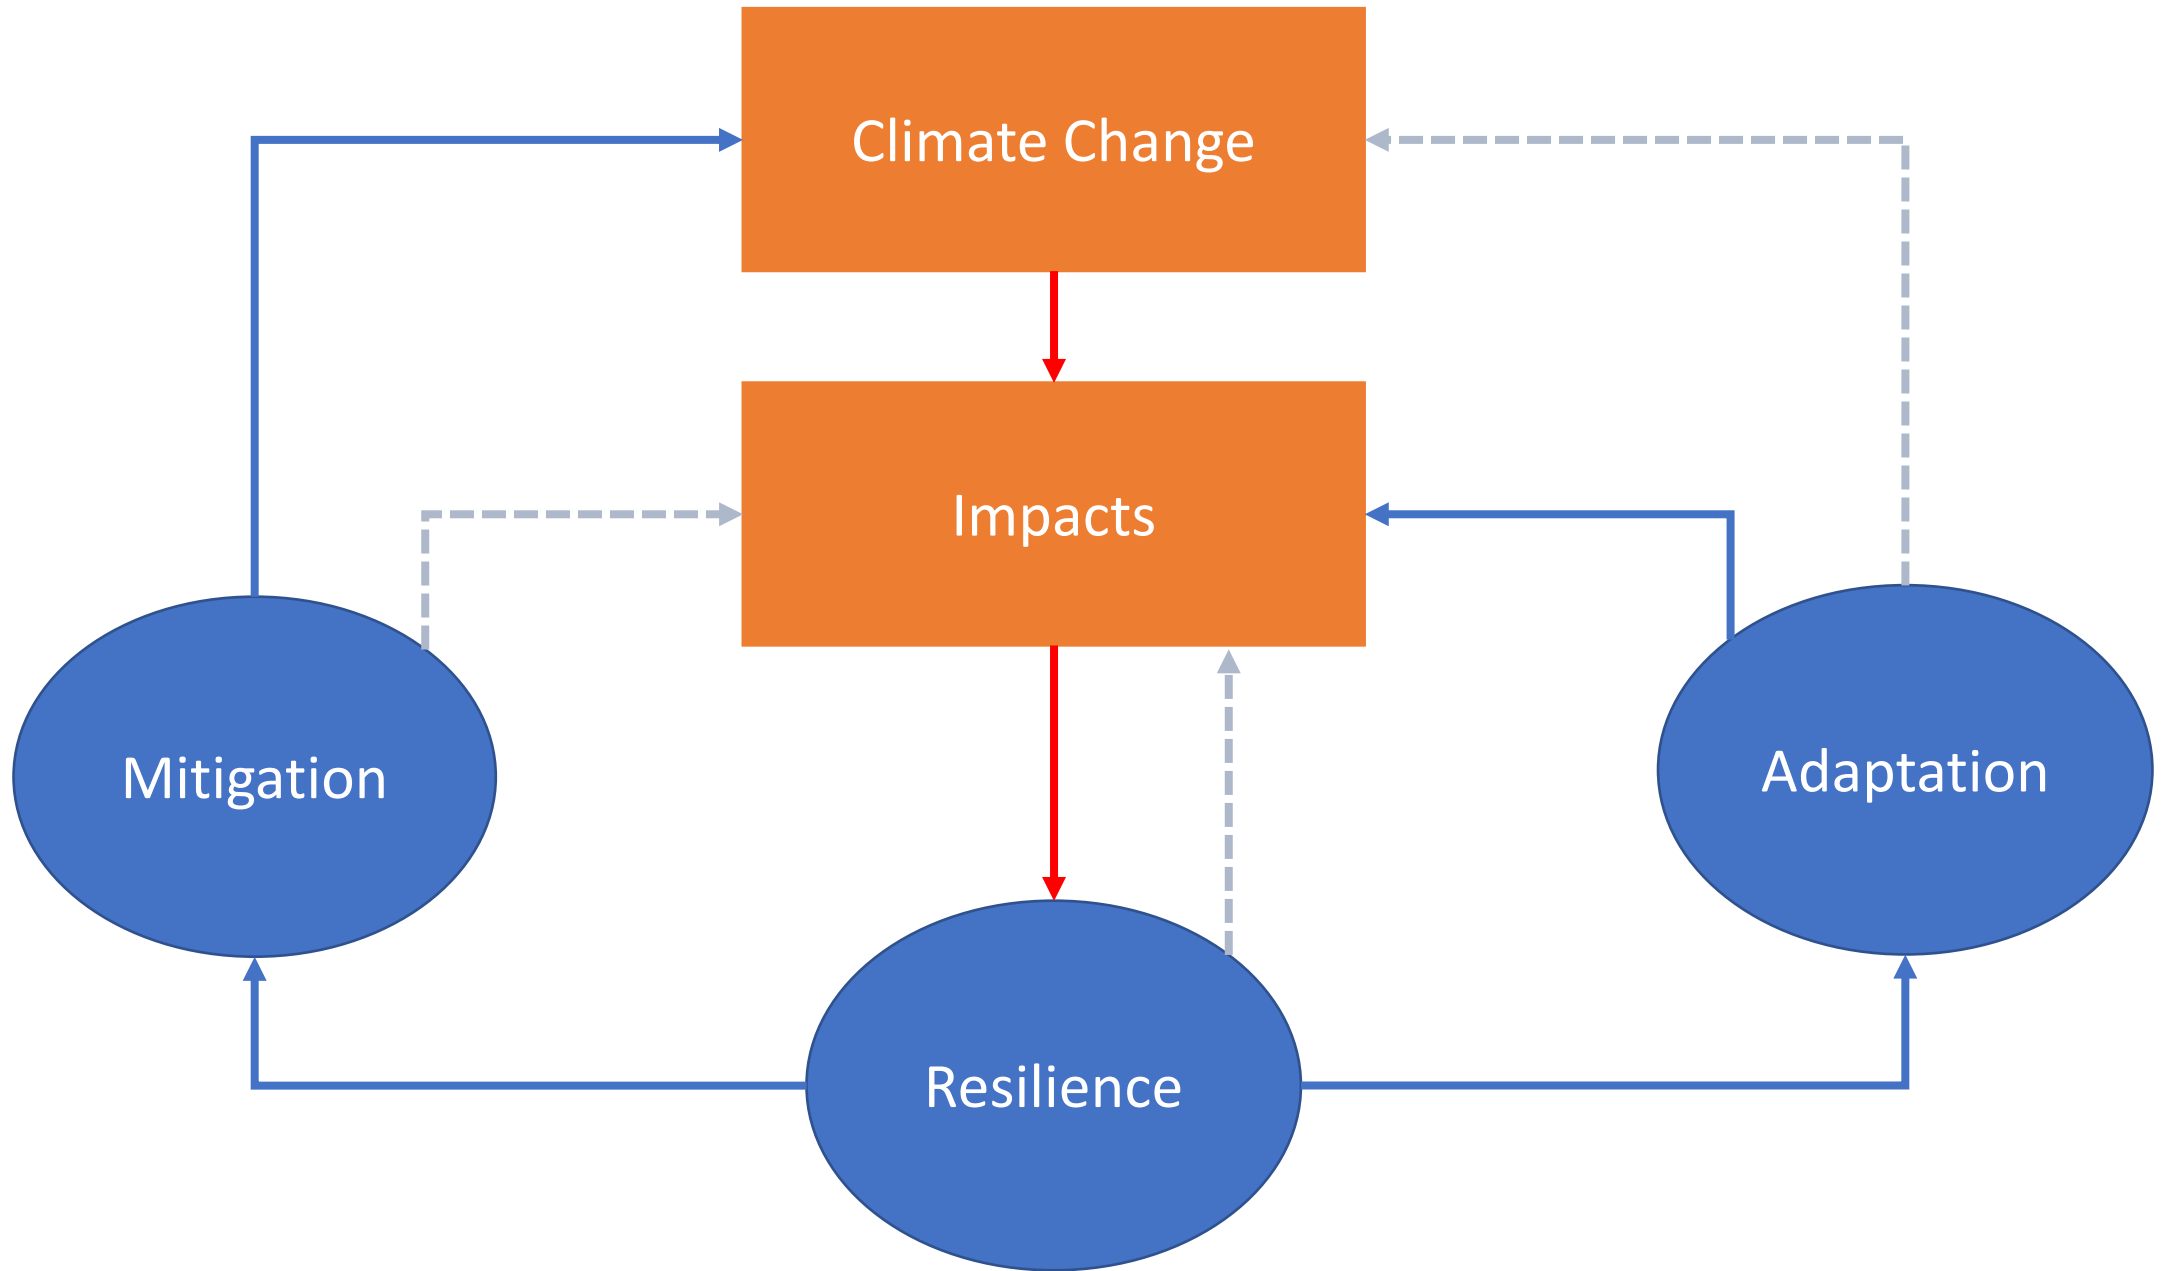 Climate Change
Impacts
Mitigation
Adaptation
Resilience